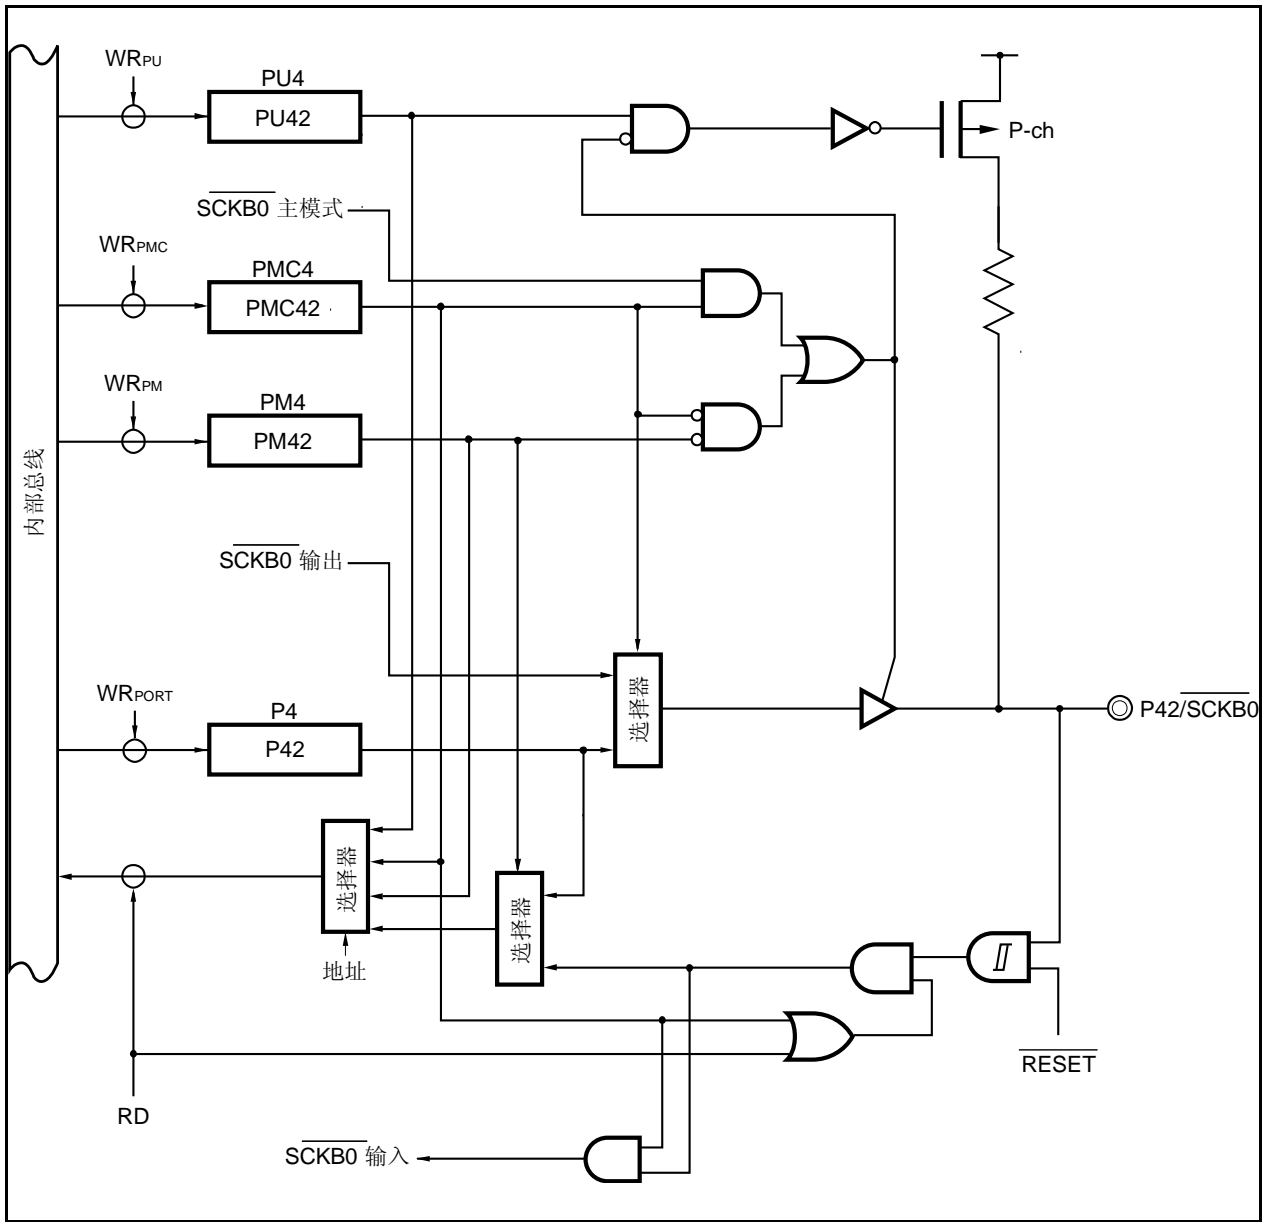 WRPU
PU4
PU42
P-ch
SCKB0 主模式
WRPMC
PMC4
PMC42
WRPM
PM4
PM42
内部总线
SCKB0 输出
选择器
WRPORT
P4
P42
P42/SCKB0
选择器
选择器
地址
RESET
RD
SCKB0 输入